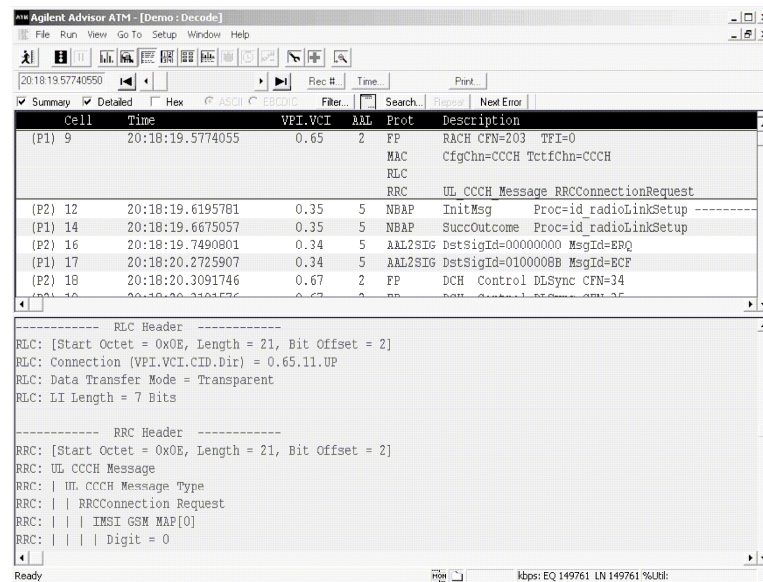 ATM Agilent Advisor ATM - [Demo : Decode]
File Run View Go To Setup Window Help
20:18:19.57740550 Rec #... Time... Print...
Summary Detailed Hex ASCII EBCDIC Filter... Search... Repeat Next Error
Cell Time VPI.VCI AAL Prot Description
(P1) 9 20:18:19.5774055 0.65 2 FP RACH CFN=203 TFI=0
MAC CfgChn=CCCH TctfChn=CCCH
RLC
RRC UL_CCCH_Message RRCConnectionRequest
(P2) 12 20:18:19.6195781 0.35 5 NBAP InitMsg Proc=id_radioLinkSetup ---------
(P1) 14 20:18:19.6675057 0.35 5 NBAP SuccOutcome Proc=id_radioLinkSetup
(P2) 16 20:18:19.7490801 0.34 5 AAL2SIG DstSigId=00000000 MsgId=ERQ
(P1) 17 20:18:20.2725907 0.34 5 AAL2SIG DstSigId=0100008B MsgId=ECF
(P2) 18 20:18:20.3091746 0.67 2 FP DCH Control DLSync CFN=34
------------ RLC Header ------------
RLC: [Start Octet = 0x0E, Length = 21, Bit Offset = 2]
RLC: Connection (VPI.VCI.CID.Dir) = 0.65.11.UP
RLC: Data Transfer Mode = Transparent
RLC: LI Length = 7 Bits
------------ RRC Header ------------
RRC: [Start Octet = 0x0E, Length = 21, Bit Offset = 2]
RRC: UL CCCH Message
RRC: | UL CCCH Message Type
RRC: | | RRCConnection Request
RRC: | | | IMSI GSM MAP[0]
RRC: | | | | Digit = 0
Ready MON kbps: EQ 149761 LN 149761 %Util: